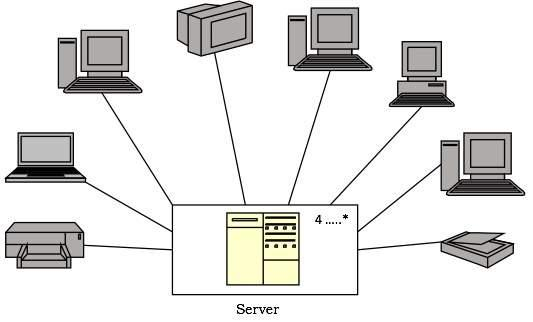 4 .....*
Server